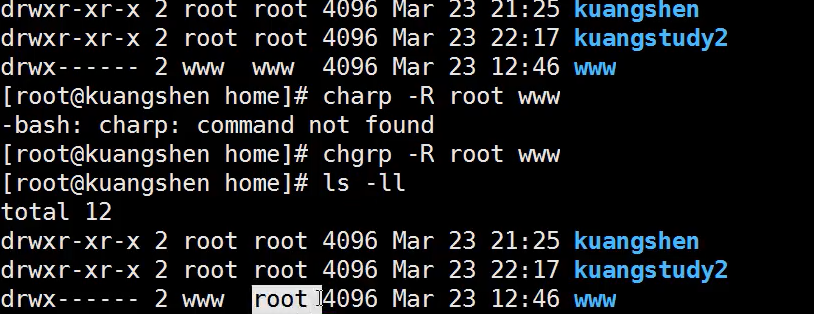 drwxr-xr-x 2 root root 4096 Mar 23 21:25 kuangshen
drwxr-xr-x 2 root root 4096 Mar 23 22:17 kuangstudy2
drwx------ 2 www  www  4096 Mar 23 12:46 www
[root@kuangshen home]# charp -R root www
-bash: charp: command not found
[root@kuangshen home]# chgrp -R root www
[root@kuangshen home]# ls -ll
total 12
drwxr-xr-x 2 root root 4096 Mar 23 21:25 kuangshen
drwxr-xr-x 2 root root 4096 Mar 23 22:17 kuangstudy2
drwx------ 2 www  root 4096 Mar 23 12:46 www